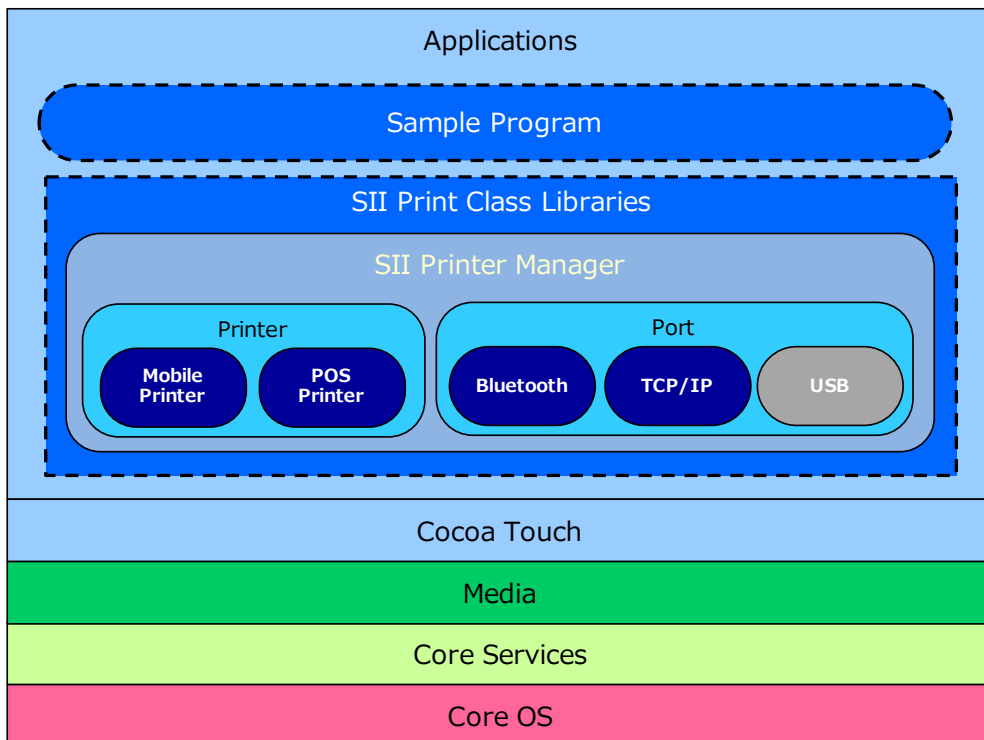 Applications
Sample Program
SII Print Class Libraries
SII Printer Manager
Printer
Mobile
Printer
POS
Printer
Port
Bluetooth
TCP/IP
USB
Cocoa Touch
Media
Core Services
Core OS